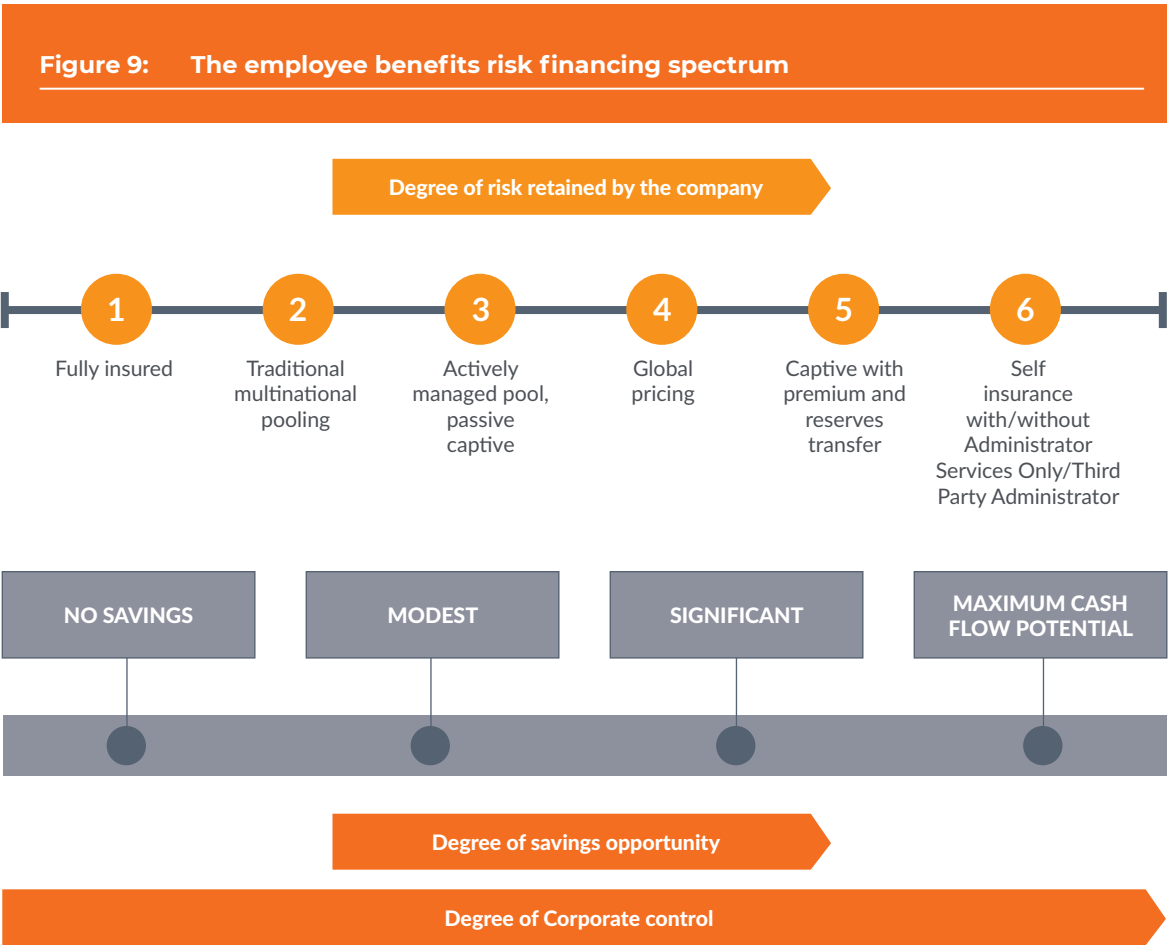 Figure 9: The employee benefits risk financing spectrum
Degree of risk retained by the company
1
Fully insured
2
Traditional
multinational
pooling
3
Actively
managed pool,
passive
captive
4
Global
pricing
5
Captive with
premium and
reserves
transfer
6
Self
insurance
with/without
Administrator
Services Only/Third
Party Administrator
NO SAVINGS
MODEST
SIGNIFICANT
MAXIMUM CASH
FLOW POTENTIAL
Degree of savings opportunity
Degree of Corporate control